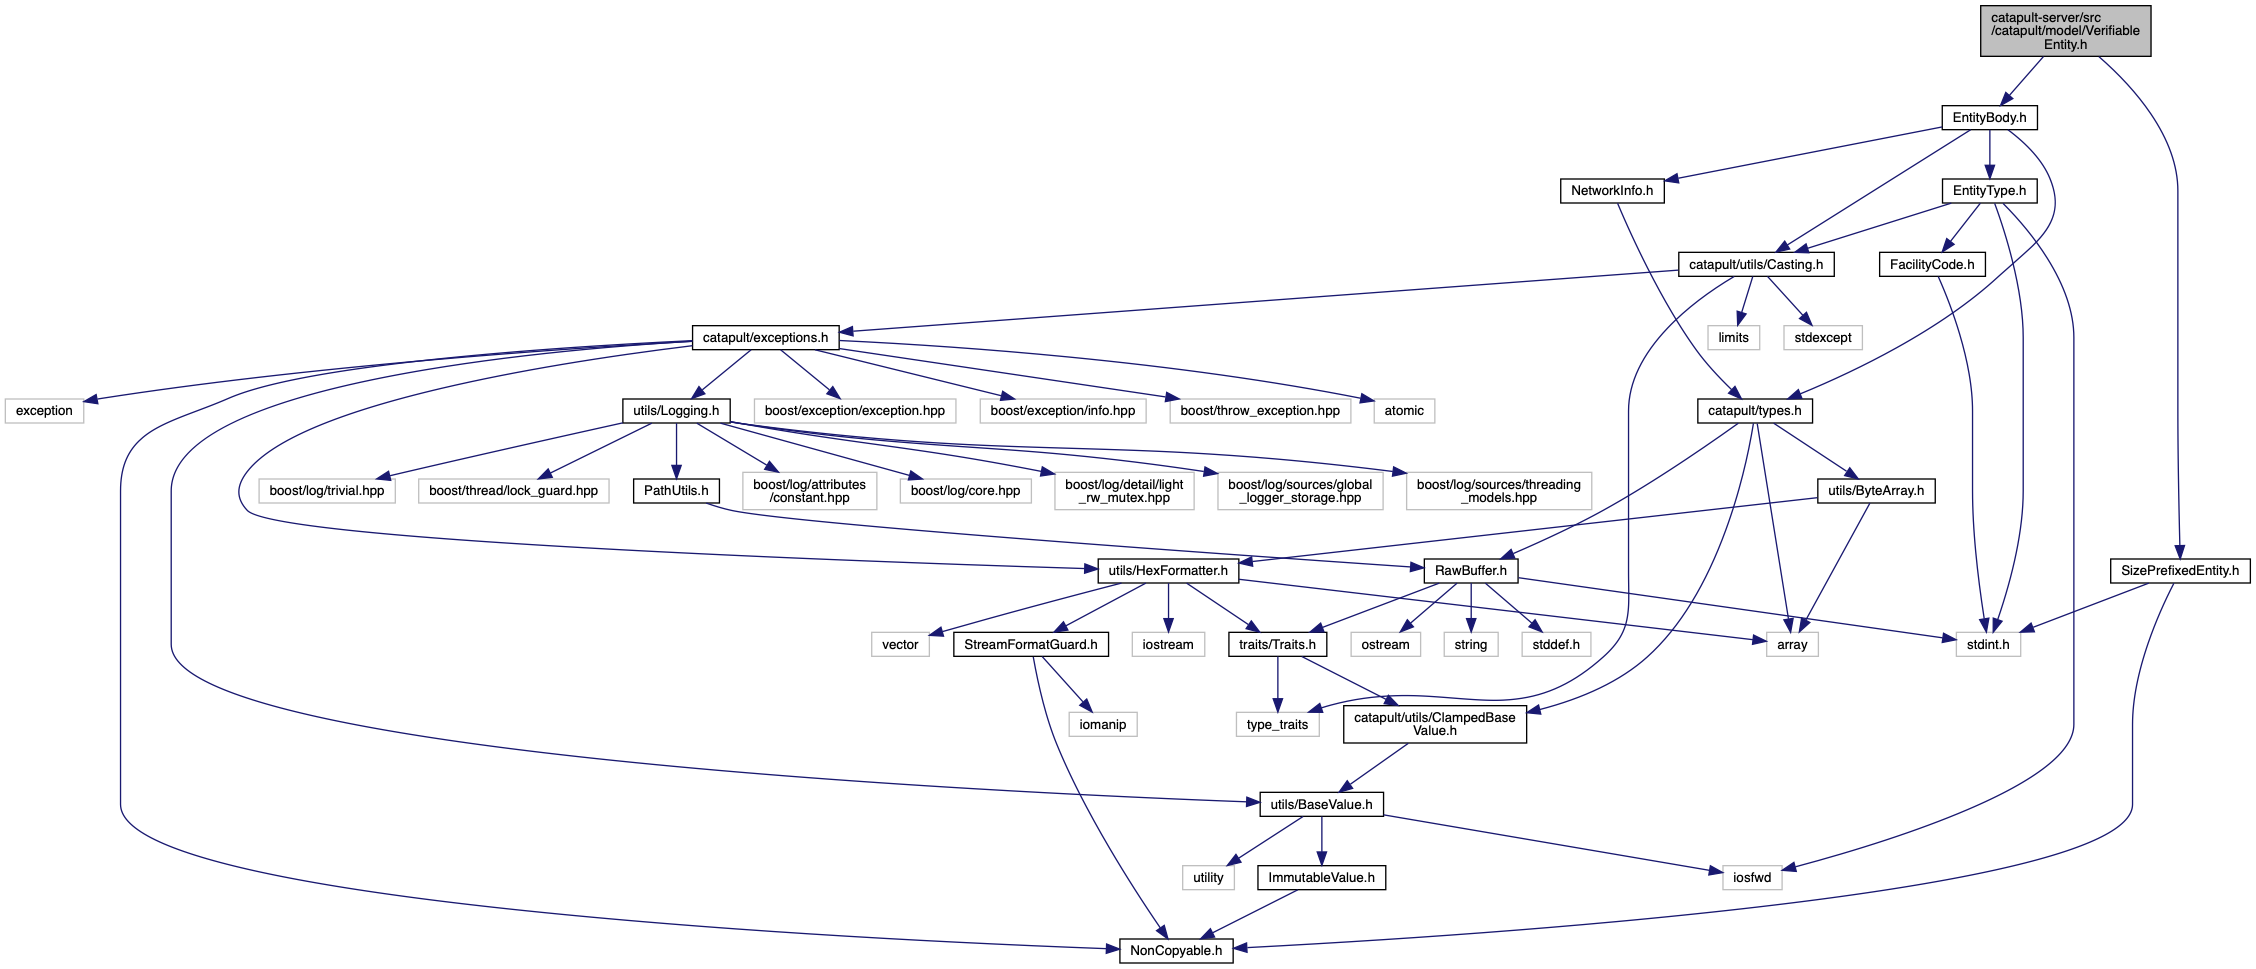 catapult-server/src
/catapult/model/Verifiable
Entity.h
EntityBody.h
NetworkInfo.h
EntityType.h
catapult/utils/Casting.h
FacilityCode.h
catapult/exceptions.h
limits
stdexcept
exception
utils/Logging.h
boost/exception/exception.hpp
boost/exception/info.hpp
boost/throw_exception.hpp
atomic
catapult/types.h
boost/log/trivial.hpp
boost/thread/lock_guard.hpp
PathUtils.h
boost/log/attributes
/constant.hpp
boost/log/core.hpp
boost/log/detail/light
_rw_mutex.hpp
boost/log/sources/global
_logger_storage.hpp
boost/log/sources/threading
_models.hpp
utils/ByteArray.h
utils/HexFormatter.h
RawBuffer.h
SizePrefixedEntity.h
vector
StreamFormatGuard.h
iostream
traits/Traits.h
ostream
string
stddef.h
array
stdint.h
iomanip
type_traits
catapult/utils/ClampedBase
Value.h
utils/BaseValue.h
utility
ImmutableValue.h
iosfwd
NonCopyable.h